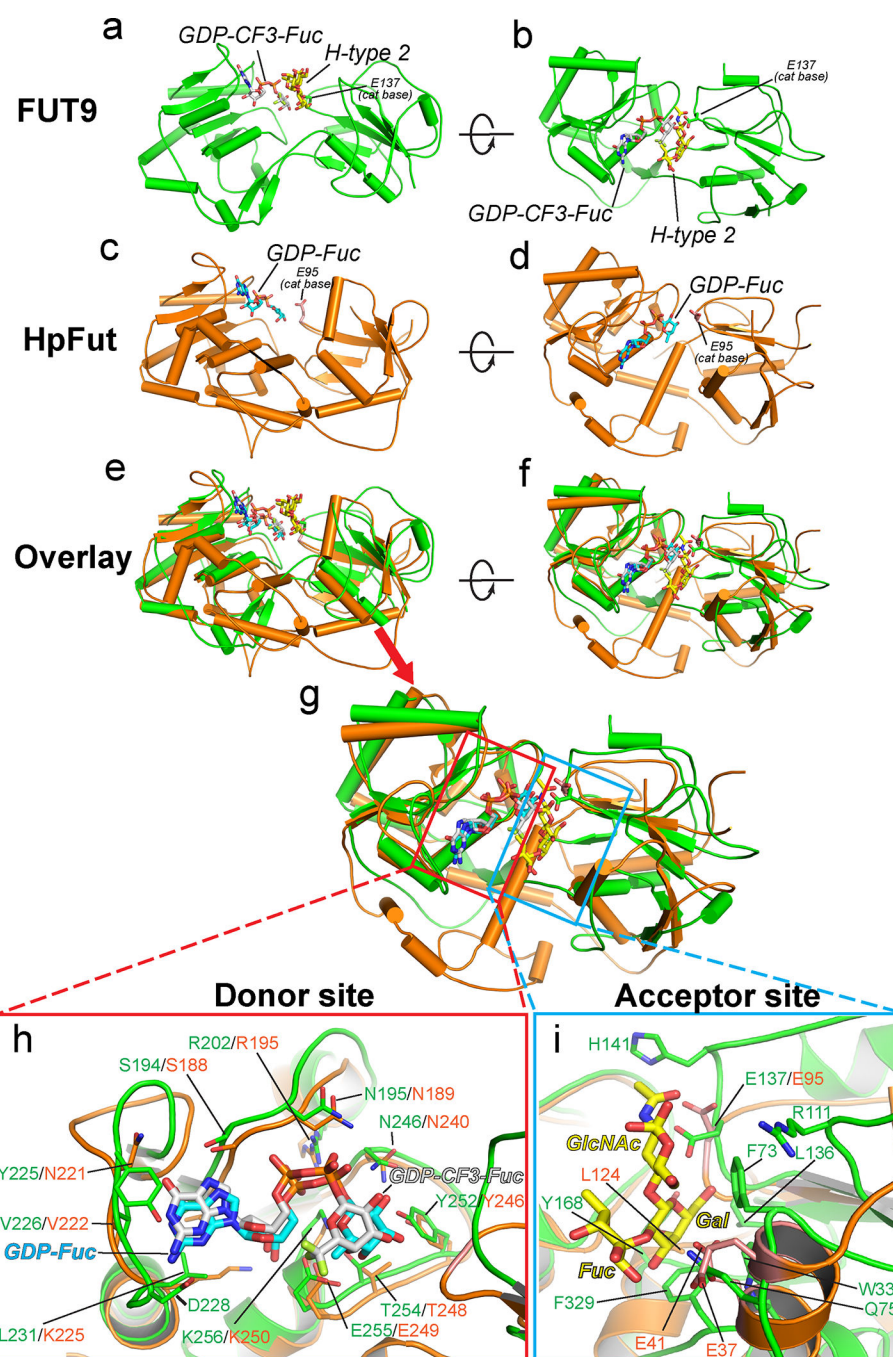 a
GDP-CF3-Fuc
H-type 2
E137
(cat base)
b
E137
(cat base)
FUT9
GDP-CF3-Fuc
H-type 2
c
GDP-Fuc
E95
(cat base)
d
GDP-Fuc
HpFut
E95
(cat base)
e
f
Overlay
g
Donor site
Acceptor site
h
R202/R195
S194/S188
N195/N189
N246/N240
GDP-CF3-Fuc
Y225/N221
Y252/Y246
V226/V222
GDP-Fuc
D228
T254/T248
L231/K225
K256/K250
E255/E249
i
H141
E137/E95
GlcNAc
R111
F73
L136
L124
Y168
Gal
Fuc
W33
F329
Q75
E41
E37